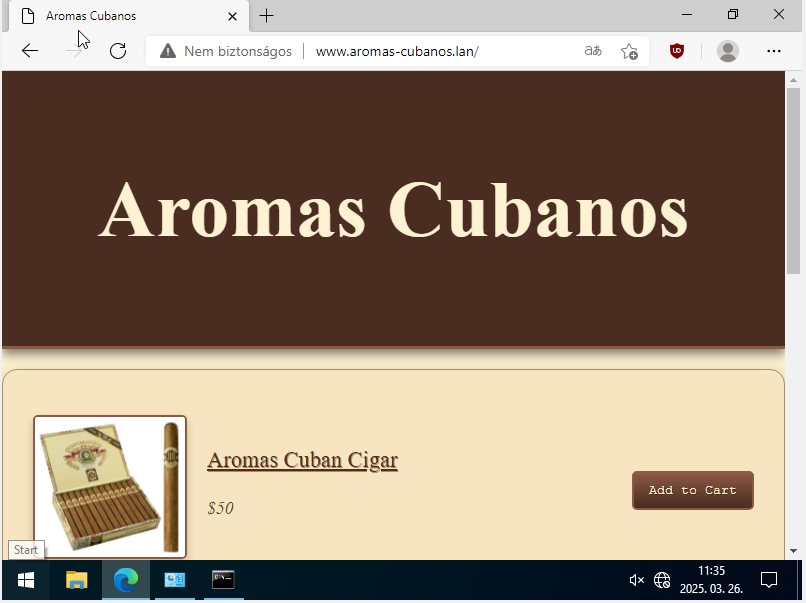 Aromas Cubanos
Nem biztonságos
www.aromas-cubanos.lan/
Aromas Cubanos
Aromas Cuban Cigar
$50
Add to Cart
Start
11:35
2025. 03. 26.